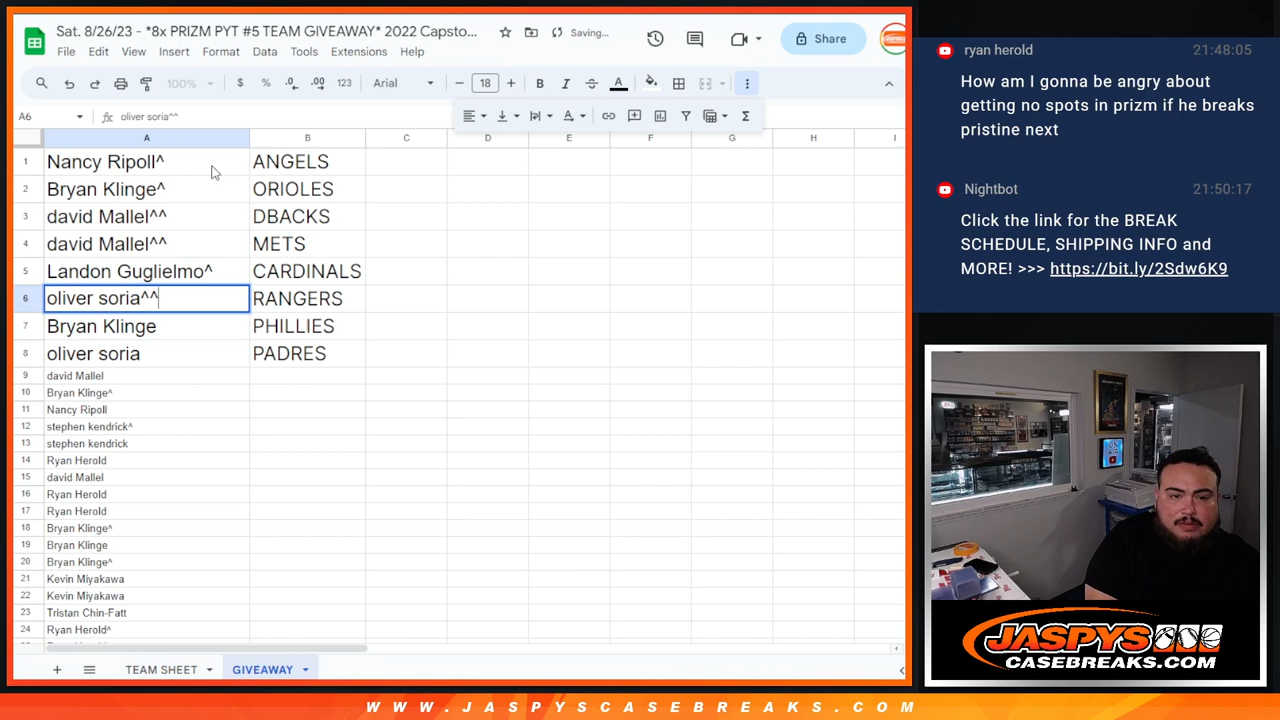 Sat. 8/26/23 - *8x PRIZM PYT #5 TEAM GIVEAWAY* 2022 Capsto...
Saving...
Share
File Edit View Insert Format Data Tools Extensions Help
100% $ % .0 .00 123 Arial 18 B I A
A6 oliver soria^^
A B C D E F G H I
1 Nancy Ripoll^ ANGELS
2 Bryan Klinge^ ORIOLES
3 david Mallel^^ DBACKS
4 david Mallel^^ METS
5 Landon Guglielmo^ CARDINALS
6 oliver soria^^ RANGERS
7 Bryan Klinge PHILLIES
8 oliver soria PADRES
9 david Mallel
10 Bryan Klinge^
11 Nancy Ripoll
12 stephen kendrick^
13 stephen kendrick
14 Ryan Herold
15 david Mallel
16 Ryan Herold
17 Ryan Herold
18 Bryan Klinge^
19 Bryan Klinge
20 Bryan Klinge^
21 Kevin Miyakawa
22 Kevin Miyakawa
23 Tristan Chin-Fatt
24 Ryan Herold^
TEAM SHEET GIVEAWAY
ryan herold 21:48:05
How am I gonna be angry about
getting no spots in prizm if he breaks
pristine next
Nightbot 21:50:17
Click the link for the BREAK
SCHEDULE, SHIPPING INFO and
MORE! >>> https://bit.ly/2Sdw6K9
JASPYS
CASEBREAKS.COM
WWW.JASPYSCASEBREAKS.COM